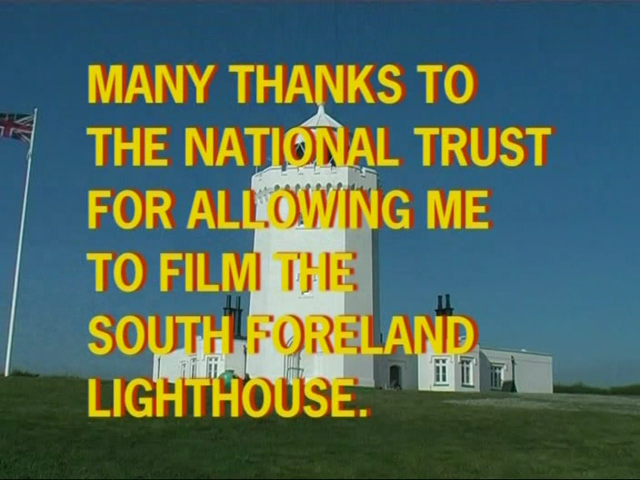 MANY THANKS TO
THE NATIONAL TRUST
FOR ALLOWING ME
TO FILM THE
SOUTH FORELAND
LIGHTHOUSE.